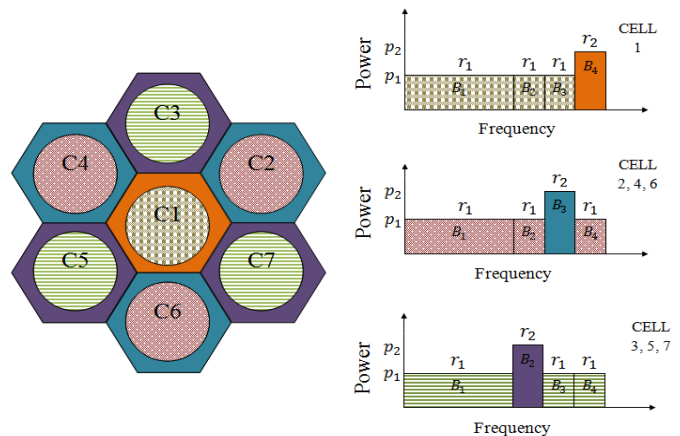 C3
C4
C2
C1
C5
C7
C6
Power
p₂
p₁
r₁
r₁
r₁
r₂
B₁
B₂
B₃
B₄
Frequency
CELL
1
Power
p₂
p₁
r₁
r₁
r₂
r₁
B₁
B₂
B₃
B₄
Frequency
CELL
2, 4, 6
Power
p₂
p₁
r₁
r₂
r₁
r₁
B₁
B₂
B₃
B₄
Frequency
CELL
3, 5, 7